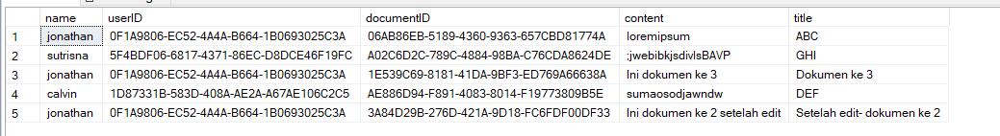 name userID documentID content title
1 jonathan 0F1A9806-EC52-4A4A-B664-1B0693025C3A 06AB86EB-5189-4360-9363-657CBD81774A loremipsum ABC
2 sutrisna 5F4BDF06-6817-4371-86EC-D8DCE46F19FC A02C6D2C-789C-4884-98BA-C76CDA8624DE ;jwebibkjsdivlsBAVP GHI
3 jonathan 0F1A9806-EC52-4A4A-B664-1B0693025C3A 1E539C69-8181-41DA-9BF3-ED769A66638A Ini dokumen ke 3 Dokumen ke 3
4 calvin 1D87331B-583D-408A-AE2A-A67AE106C2C5 AE886D94-F891-4083-8014-F19773809B5E sumaosodjawndw DEF
5 jonathan 0F1A9806-EC52-4A4A-B664-1B0693025C3A 3A84D29B-276D-421A-9D18-FC6FDF00DF33 Ini dokumen ke 2 setelah edit Setelah edit- dokumen ke 2